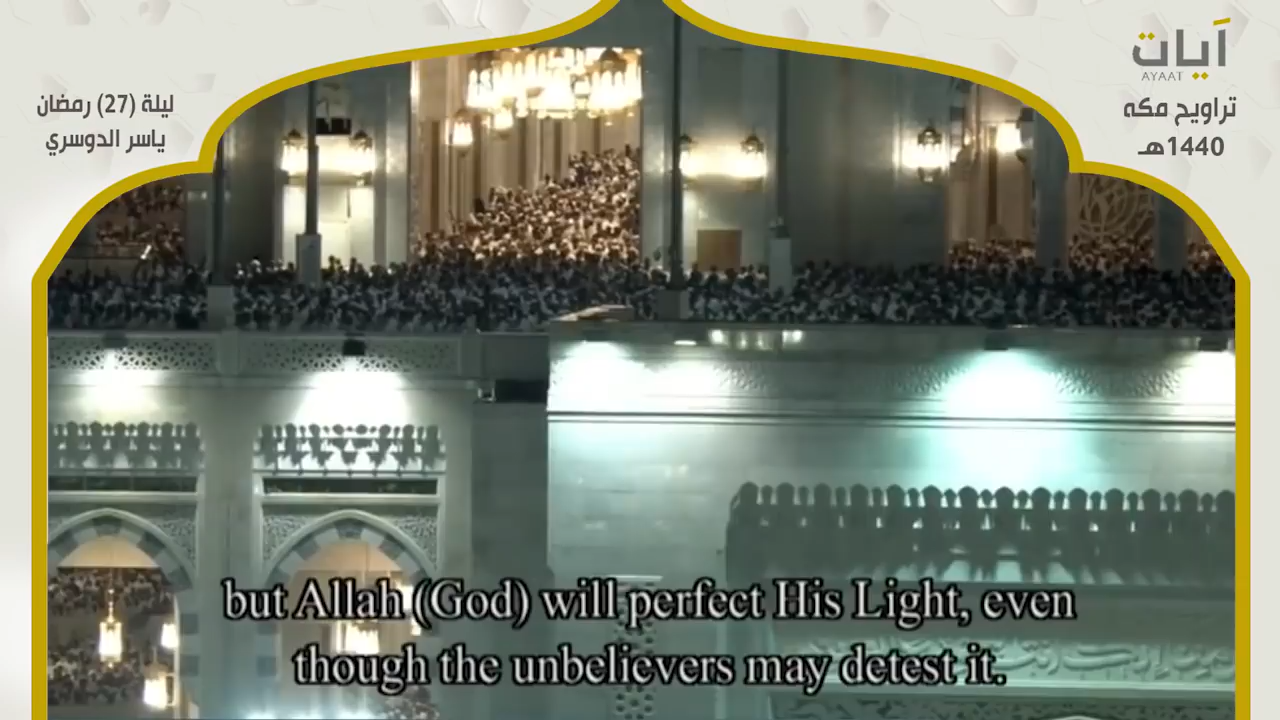 آيات
AYAAT
تراويح مكه
1440هـ
ليلة (27) رمضان
ياسر الدوسري
but Allah (God) will perfect His Light, even
though the unbelievers may detest it.